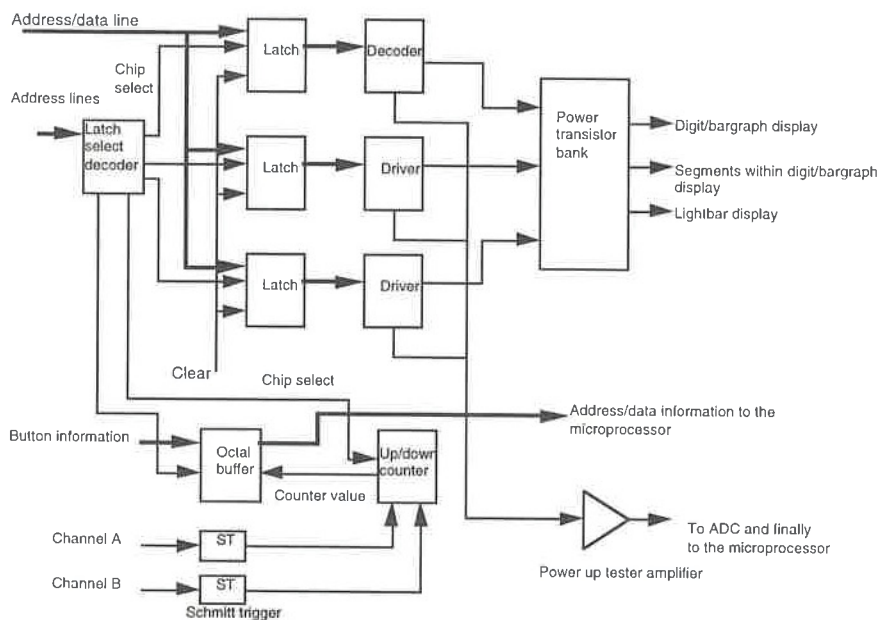 Address/data line
Latch
Decoder
Chip
select
Address lines
Latch
select
decoder
Power
transistor
bank
Digit/bargraph display
Latch
Driver
Segments within digit/bargraph
display
Lightbar display
Latch
Driver
Clear
Chip select
Address/data information to the
microprocessor
Button information
Octal
buffer
Up/down
counter
Counter value
Channel A
ST
To ADC and finally
to the microprocessor
Channel B
ST
Power up tester amplifier
Schmitt trigger